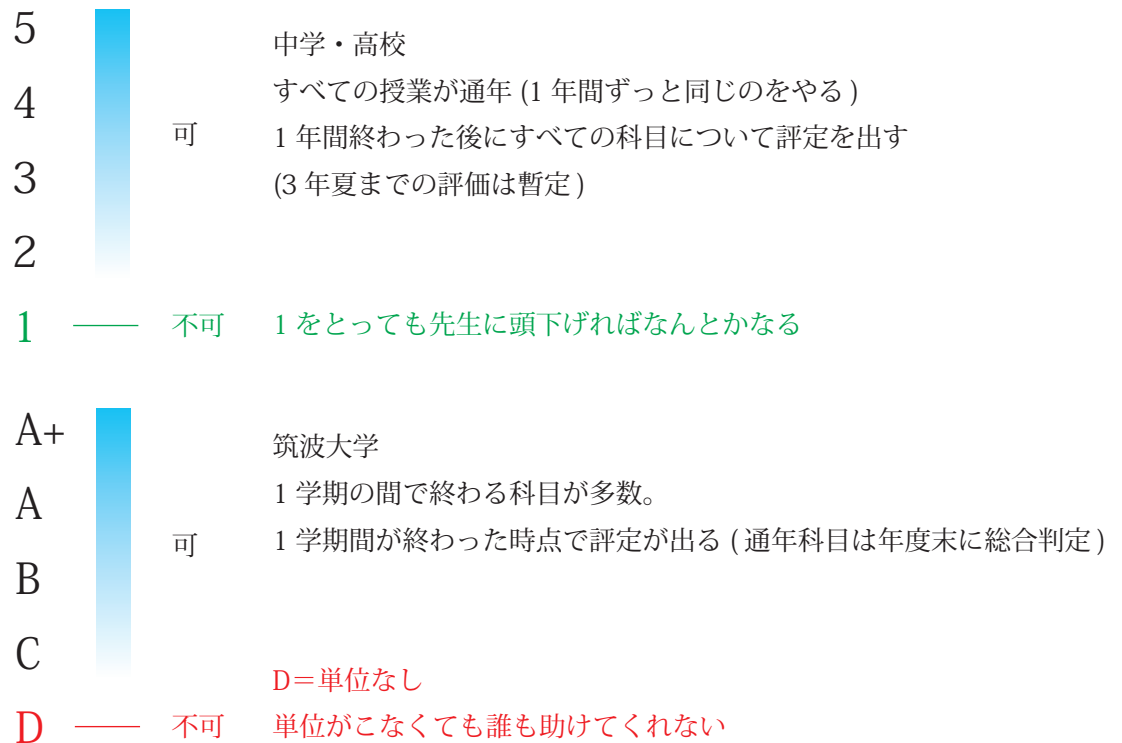 5
4
3
2
可
中学・高校
すべての授業が通年 (1 年間ずっと同じのをやる )
1 年間終わった後にすべての科目について評定を出す
(3 年夏までの評価は暫定 )
1 不可 1 をとっても先生に頭下げればなんとかなる
A+
A
B
C
可
筑波大学
1 学期の間で終わる科目が多数。
1 学期間が終わった時点で評定が出る ( 通年科目は年度末に総合判定 )
D＝単位なし
D 不可 単位がこなくても誰も助けてくれない